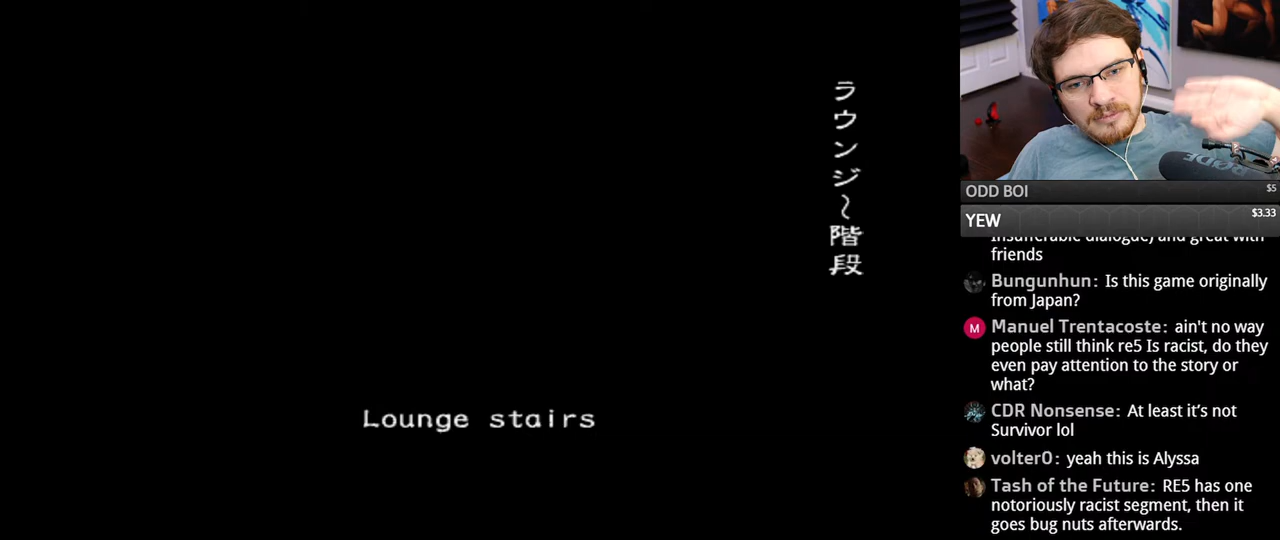 ラウンジ～階段
Lounge stairs
RODE
ODD BOI $5
YEW $3.33
insufferable dialogue) and great with
friends
Bungunhun: Is this game originally
from Japan?
M Manuel Trentacoste: ain't no way
people still think re5 Is racist, do they
even pay attention to the story or
what?
CDR Nonsense: At least it's not
Survivor lol
volter0: yeah this is Alyssa
Tash of the Future: RE5 has one
notoriously racist segment, then it
goes bug nuts afterwards.